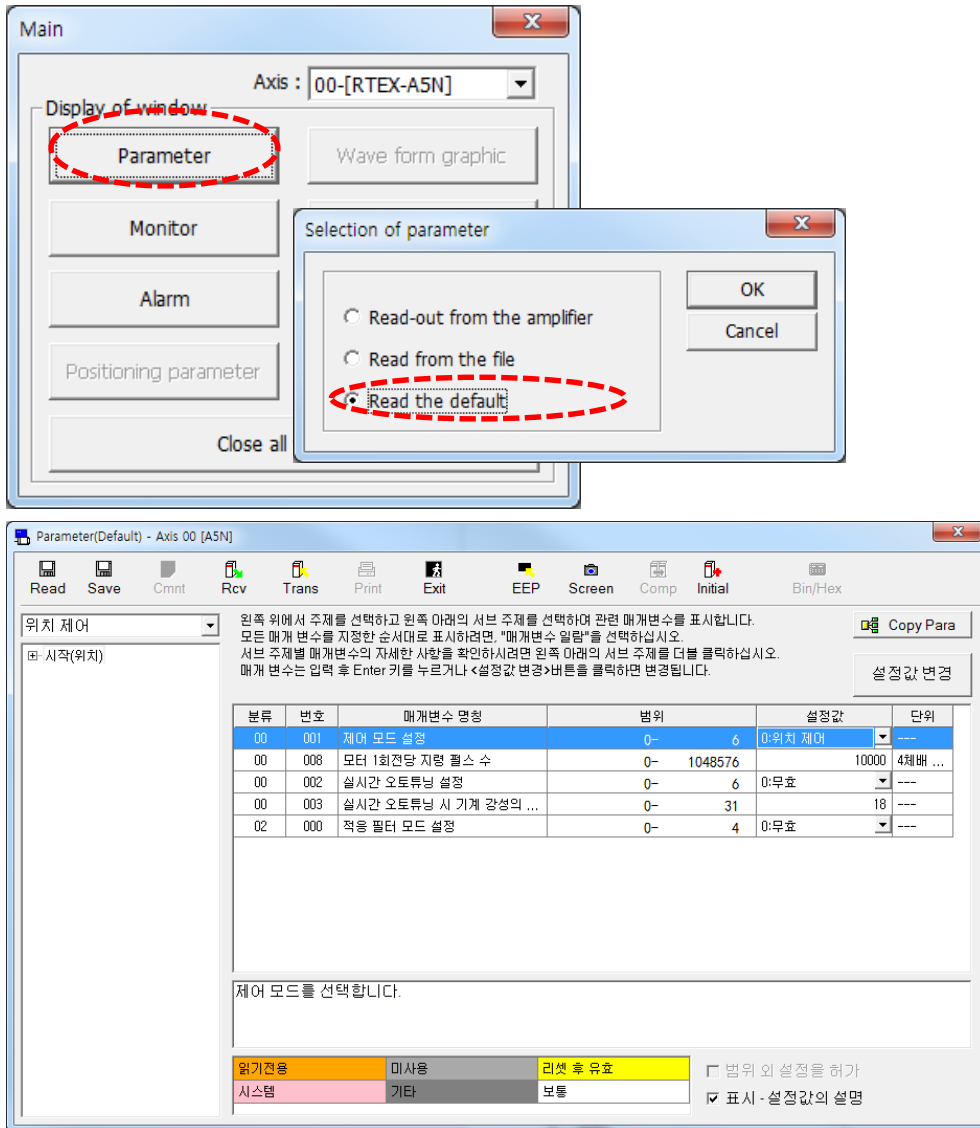 Main
Axis : 00-[RTEX-A5N]
Display of window
Parameter
Wave form graphic
Monitor
Alarm
Positioning parameter
Close all
Selection of parameter
Read-out from the amplifier
Read from the file
Read the default
OK
Cancel
Parameter(Default) - Axis 00 [A5N]
Read Save Cmnt Rcv Trans Print Exit EEP Screen Comp Initial Bin/Hex
위치 제어
시작(위치)
왼쪽 위에서 주제를 선택하고 왼쪽 아래의 서브 주제를 선택하여 관련 매개변수를 표시합니다.
모든 매개 변수를 지정한 순서대로 표시하려면, "매개변수 일람"을 선택하십시오.
서브 주제별 매개변수의 자세한 사항을 확인하시려면 왼쪽 아래의 서브 주제를 더블 클릭하십시오.
매개 변수는 입력 후 Enter 키를 누르거나 <설정값 변경>버튼을 클릭하면 변경됩니다.
Copy Para
설정값 변경
분류 번호 매개변수 명칭 범위 설정값 단위
00 001 제어 모드 설정 0- 6 0:위치 제어 ---
00 008 모터 1회전당 지령 펄스 수 0- 1048576 10000 4체배 ...
00 002 실시간 오토튜닝 설정 0- 6 0:무효 ---
00 003 실시간 오토튜닝 시 기계 강성의 ... 0- 31 18 ---
02 000 적응 필터 모드 설정 0- 4 0:무효 ---
제어 모드를 선택합니다.
읽기전용 미사용 리셋 후 유효
시스템 기타 보통
범위 외 설정을 허가
표시 - 설정값의 설명